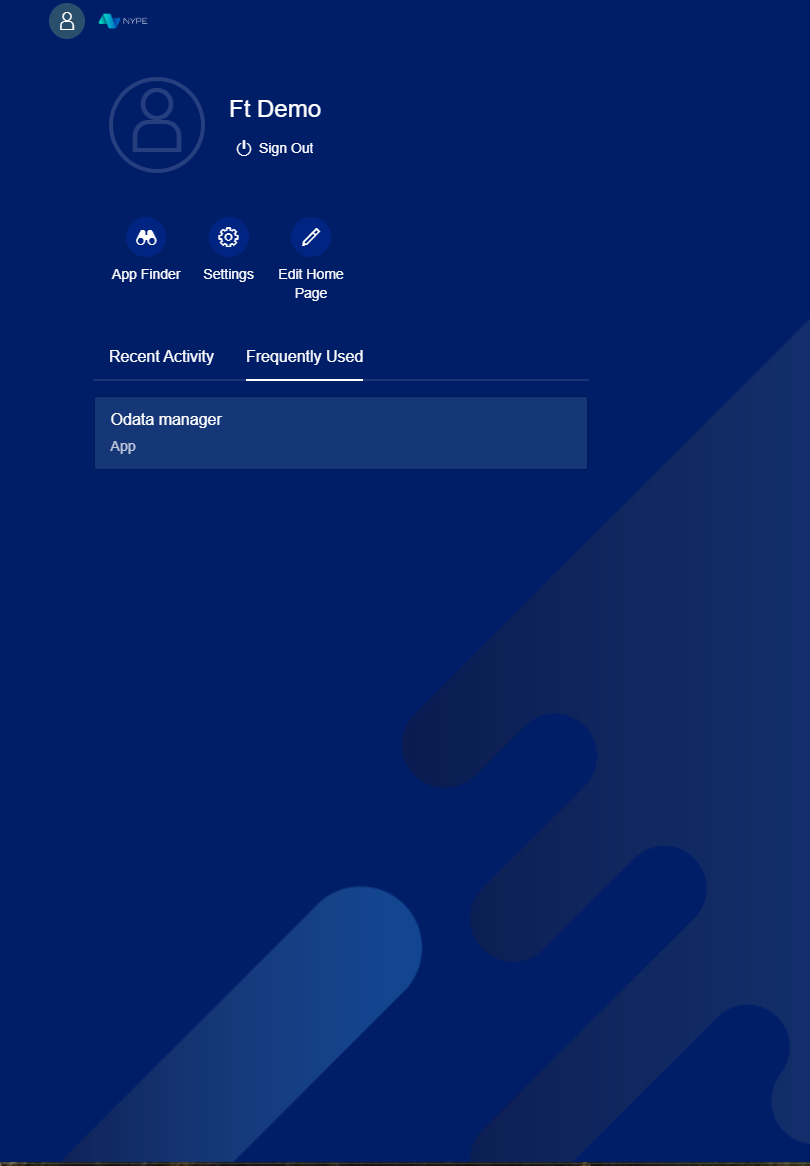 NYPE
Ft Demo
Sign Out
App Finder
Settings
Edit Home
Page
Recent Activity
Frequently Used
Odata manager
App